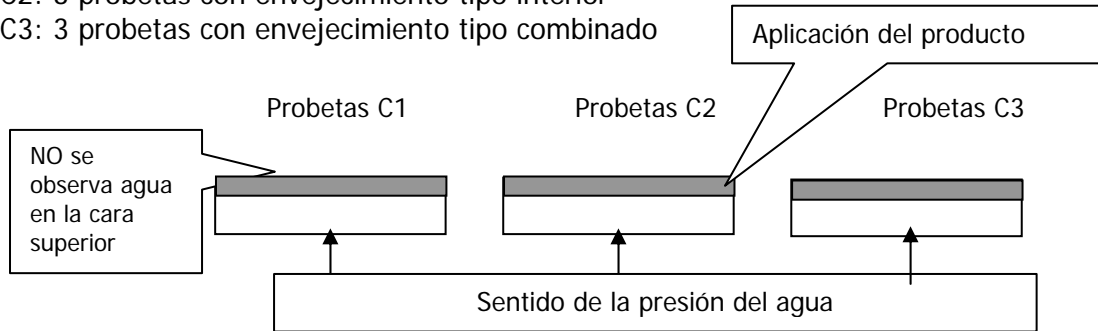 C2: 3 probetas con envejecimiento tipo interior
C3: 3 probetas con envejecimiento tipo combinado
Aplicación del producto
Probetas C1
Probetas C2
Probetas C3
NO se
observa agua
en la cara
superior
Sentido de la presión del agua